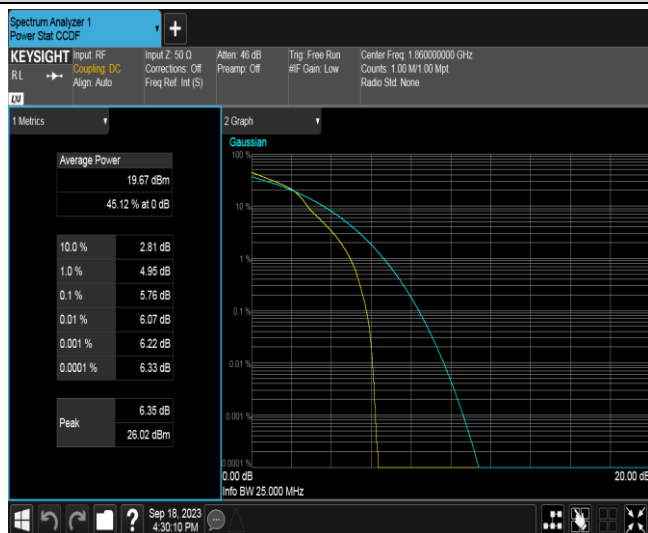 Spectrum Analyzer 1
Power Stat CCDF
+
KEYSIGHT
RL
LXI
Input: RF
Coupling: DC
Align: Auto
Input Z: 50 Ω
Corrections: Off
Freq Ref: Int (S)
Atten: 46 dB
Preamp: Off
Trig: Free Run
#IF Gain: Low
Center Freq: 1.860000000 GHz
Counts: 1.00 M/1.00 Mpt
Radio Std: None
1 Metrics
Average Power
19.67 dBm
45.12 % at 0 dB
10.0 % 2.81 dB
1.0 % 4.95 dB
0.1 % 5.76 dB
0.01 % 6.07 dB
0.001 % 6.22 dB
0.0001 % 6.33 dB
Peak
6.35 dB
26.02 dBm
2 Graph
Gaussian
100 %
10 %
1 %
0.1 %
0.01 %
0.001 %
0.0001 %
0.00 dB
20.00 dB
Info BW 25.000 MHz
?
Sep 18, 2023
4:30:10 PM